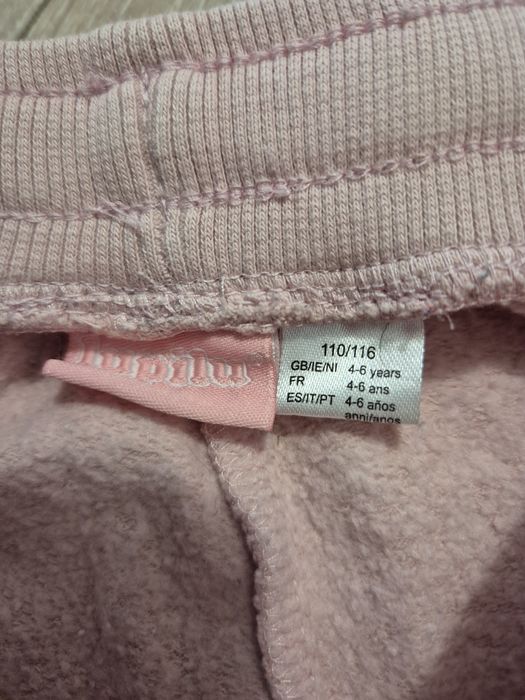 lupilu
110/116
GB/IE/NI 4-6 years
FR 4-6 ans
ES/IT/PT 4-6 años
anni/anos